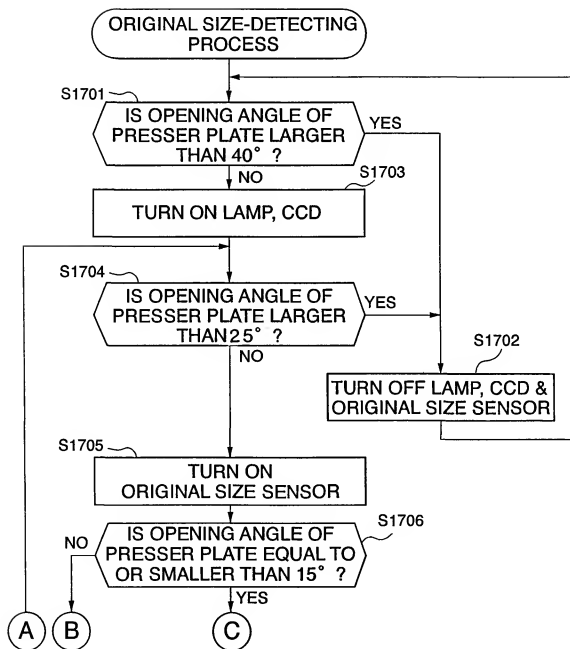 ORIGINAL SIZE-DETECTING
PROCESS
S1701
IS OPENING ANGLE OF
PRESSER PLATE LARGER
THAN 40° ?
YES
NO
S1703
TURN ON LAMP, CCD
S1704
IS OPENING ANGLE OF
PRESSER PLATE LARGER
THAN 25° ?
YES
NO
S1702
TURN OFF LAMP, CCD &
ORIGINAL SIZE SENSOR
S1705
TURN ON
ORIGINAL SIZE SENSOR
S1706
IS OPENING ANGLE OF
PRESSER PLATE EQUAL TO
OR SMALLER THAN 15° ?
NO
YES
A
B
C